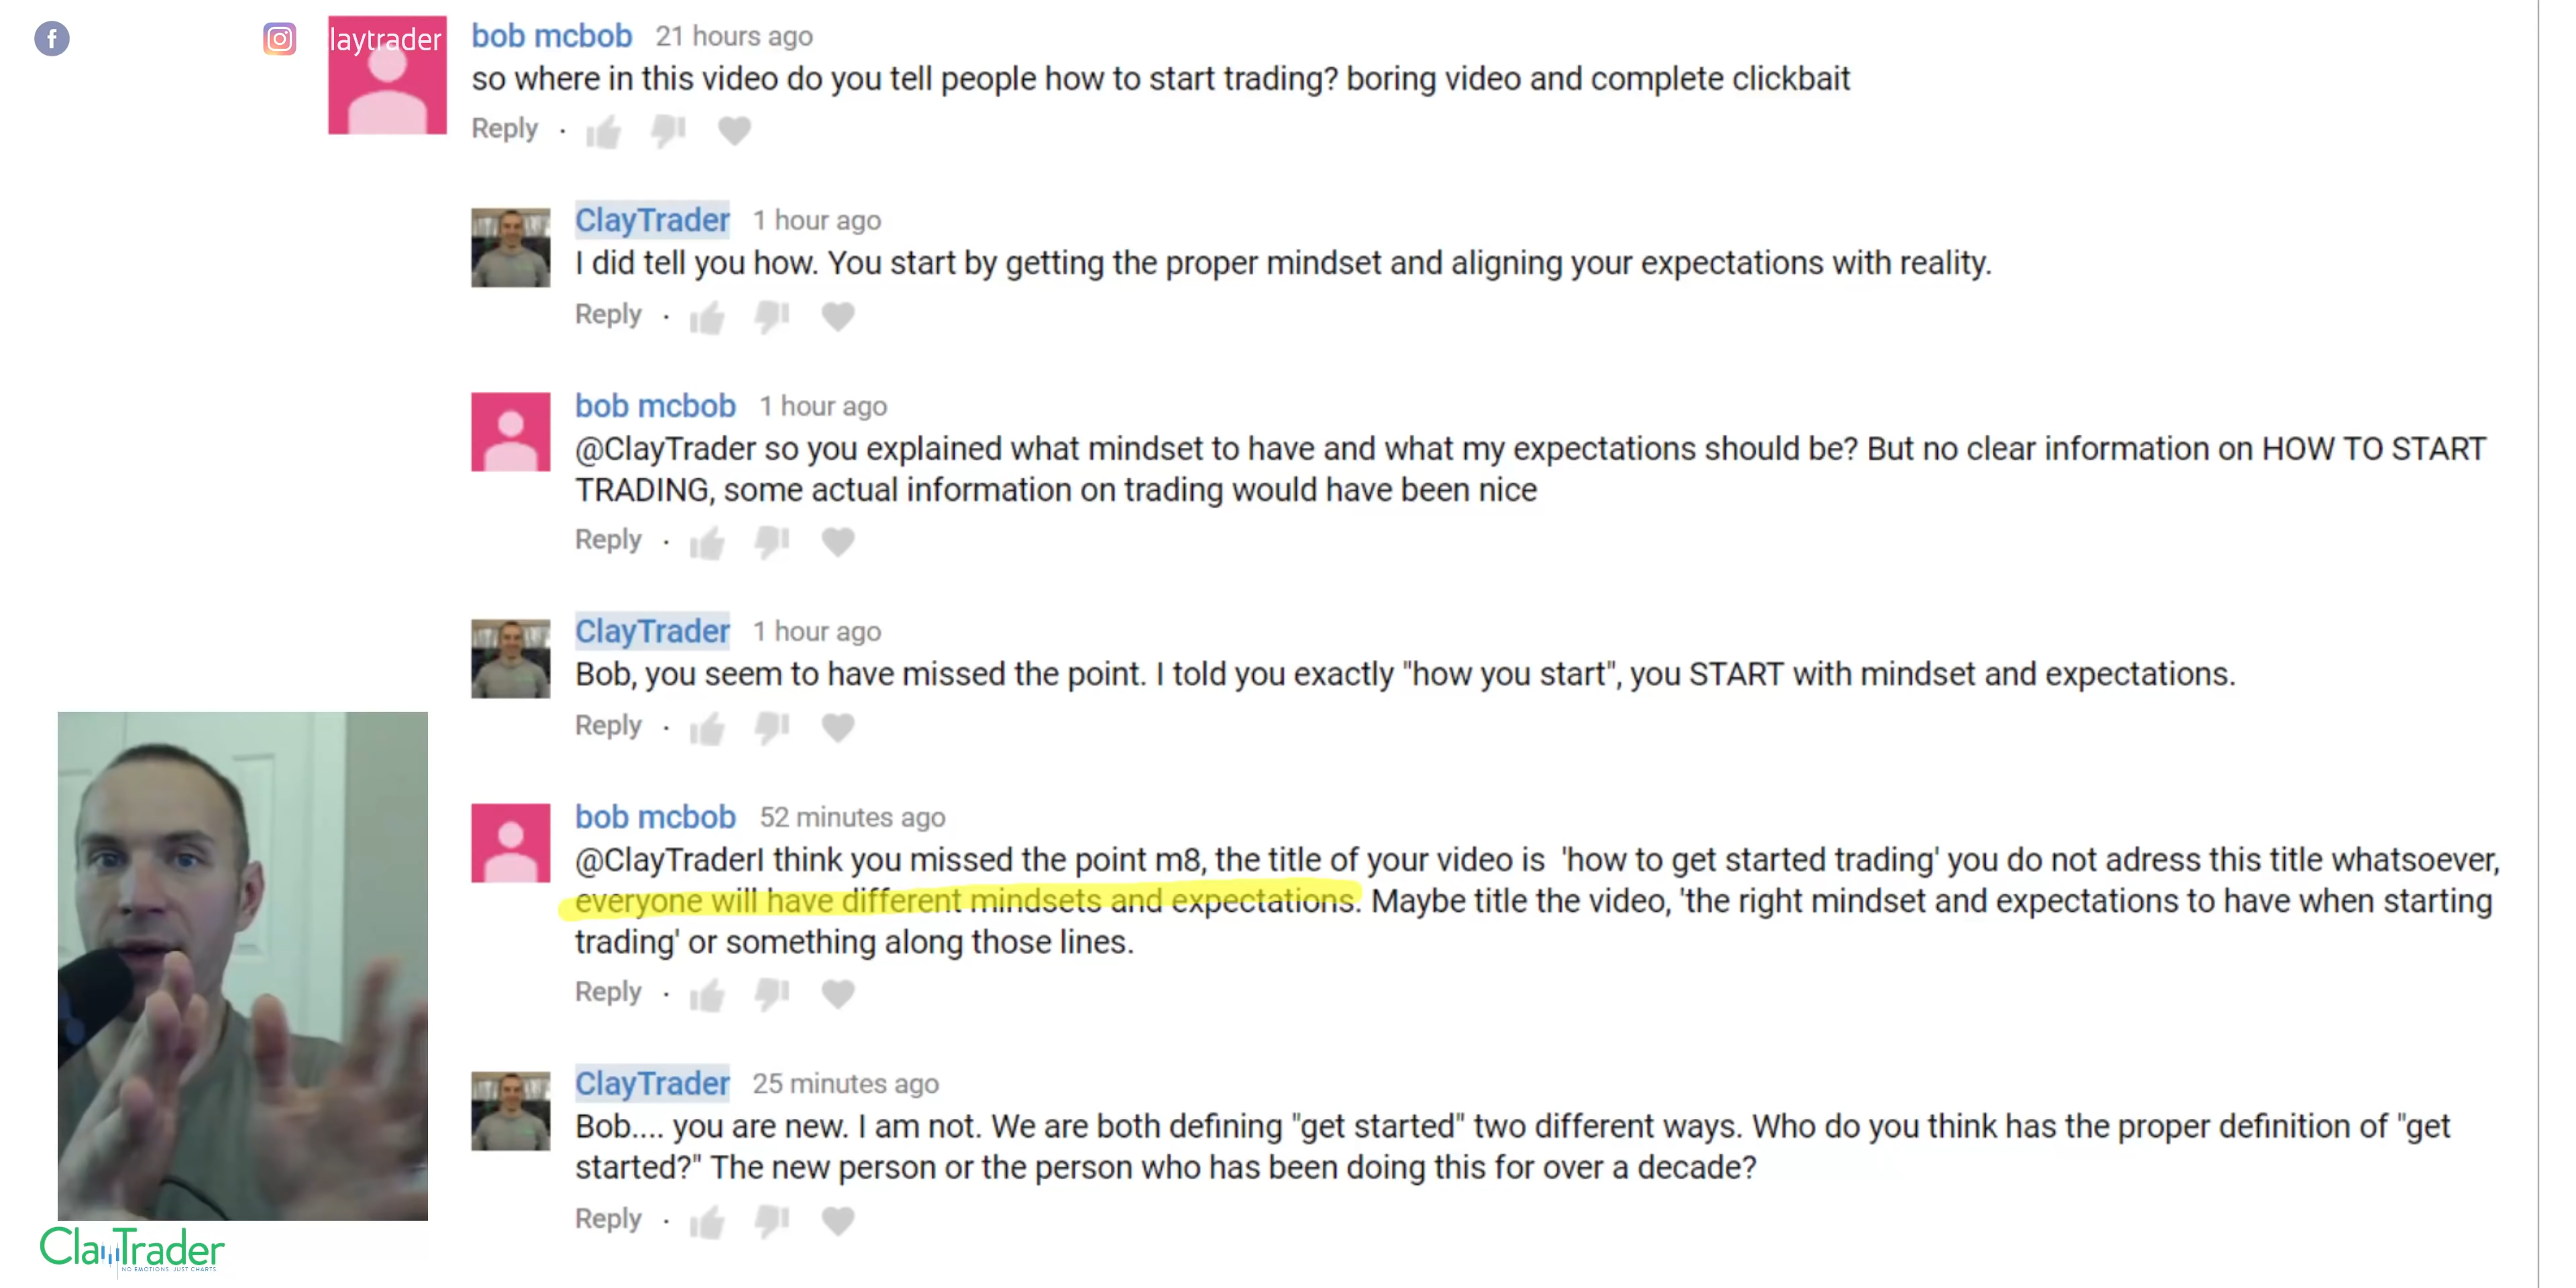 f
laytrader
bob mcbob 21 hours ago
so where in this video do you tell people how to start trading? boring video and complete clickbait
Reply ·
ClayTrader 1 hour ago
I did tell you how. You start by getting the proper mindset and aligning your expectations with reality.
Reply ·
bob mcbob 1 hour ago
@ClayTrader so you explained what mindset to have and what my expectations should be? But no clear information on HOW TO START
TRADING, some actual information on trading would have been nice
Reply ·
ClayTrader 1 hour ago
Bob, you seem to have missed the point. I told you exactly "how you start", you START with mindset and expectations.
Reply ·
bob mcbob 52 minutes ago
@ClayTraderI think you missed the point m8, the title of your video is 'how to get started trading' you do not adress this title whatsoever,
everyone will have different mindsets and expectations. Maybe title the video, 'the right mindset and expectations to have when starting
trading' or something along those lines.
Reply ·
ClayTrader 25 minutes ago
Bob.... you are new. I am not. We are both defining "get started" two different ways. Who do you think has the proper definition of "get
started?" The new person or the person who has been doing this for over a decade?
Reply ·
ClayTrader
NO EMOTIONS. JUST CHARTS.